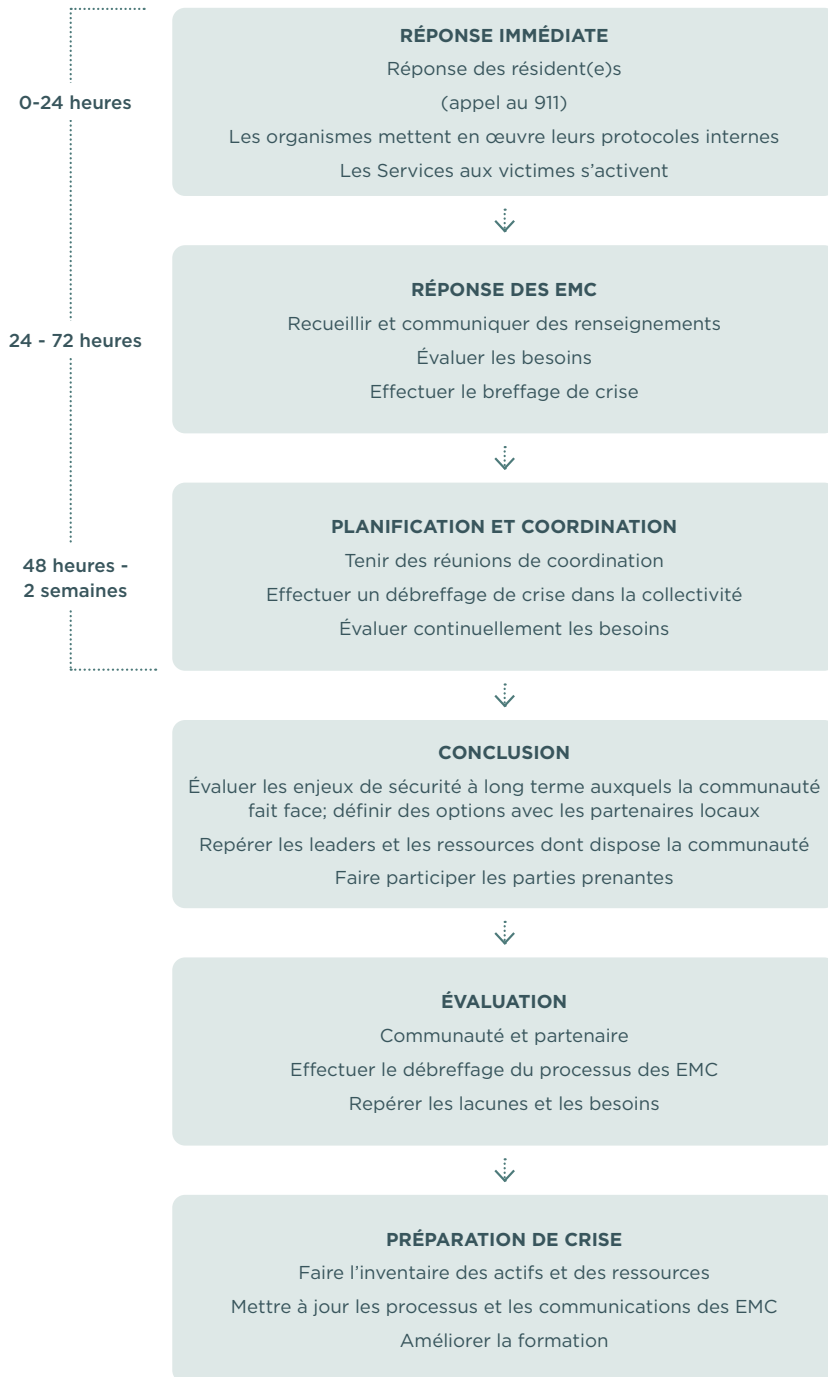 0-24 heures
RÉPONSE IMMÉDIATE
Réponse des résident(e)s
(appel au 911)
Les organismes mettent en œuvre leurs protocoles internes
Les Services aux victimes s’activent
24 - 72 heures
RÉPONSE DES EMC
Recueillir et communiquer des renseignements
Évaluer les besoins
Effectuer le breffage de crise
48 heures -
2 semaines
PLANIFICATION ET COORDINATION
Tenir des réunions de coordination
Effectuer un débreffage de crise dans la collectivité
Évaluer continuellement les besoins
CONCLUSION
Évaluer les enjeux de sécurité à long terme auxquels la communauté
fait face; définir des options avec les partenaires locaux
Repérer les leaders et les ressources dont dispose la communauté
Faire participer les parties prenantes
ÉVALUATION
Communauté et partenaire
Effectuer le débreffage du processus des EMC
Repérer les lacunes et les besoins
PRÉPARATION DE CRISE
Faire l’inventaire des actifs et des ressources
Mettre à jour les processus et les communications des EMC
Améliorer la formation